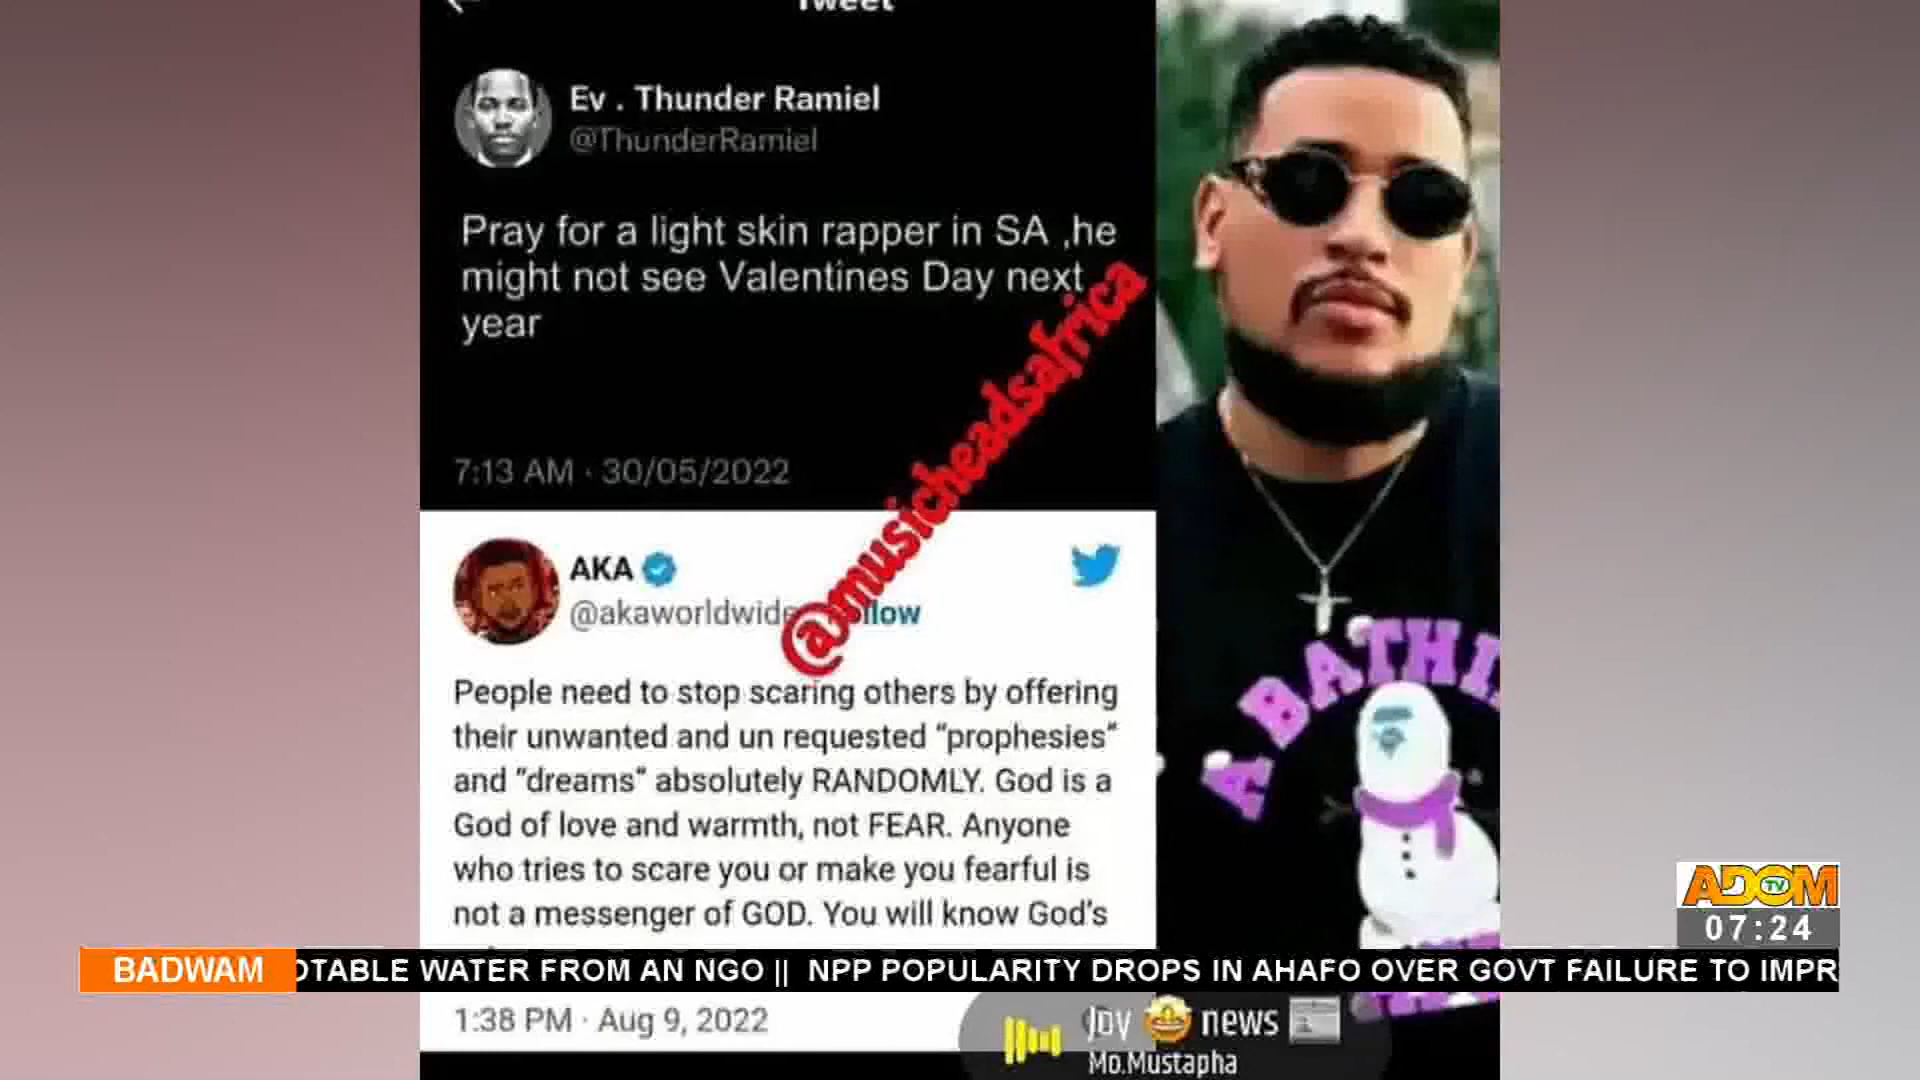 Tweet
Ev . Thunder Ramiel
@ThunderRamiel
Pray for a light skin rapper in SA ,he
might not see Valentines Day next
year
7:13 AM · 30/05/2022
@musicheadsafrica
AKA
@akaworldwide
People need to stop scaring others by offering
their unwanted and un requested “prophesies“
and “dreams“ absolutely RANDOMLY. God is a
God of love and warmth, not FEAR. Anyone
who tries to scare you or make you fearful is
not a messenger of GOD. You will know God’s
1:38 PM · Aug 9, 2022
A BATHI
ADOM TV
07:24
BADWAM
OTABLE WATER FROM AN NGO || NPP POPULARITY DROPS IN AHAFO OVER GOVT FAILURE TO IMPR
Joy 🤩 news 📰
Mo.Mustapha